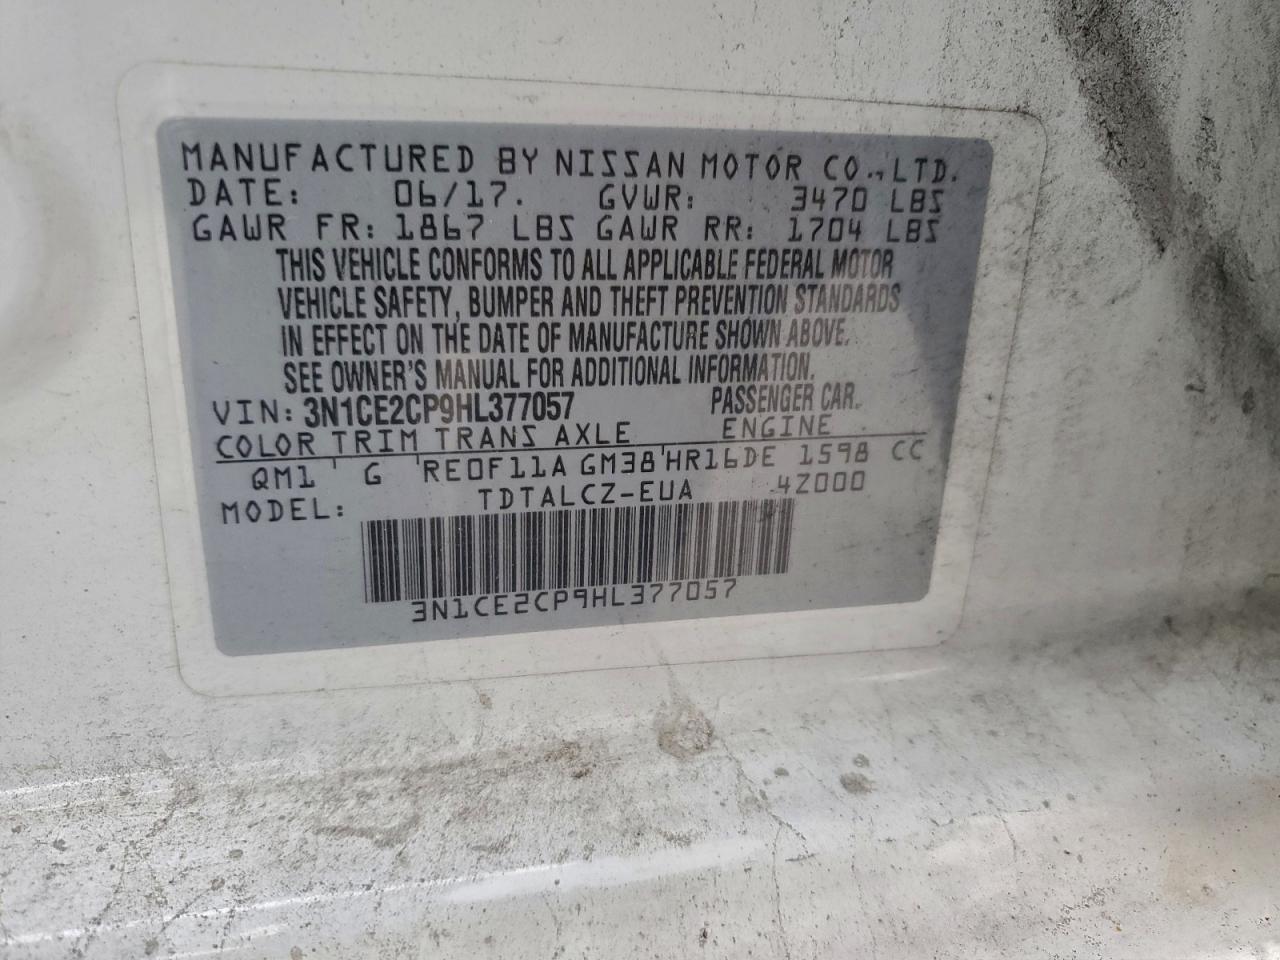 MANUFACTURED BY NISSAN MOTOR CO., LTD.
DATE: 06/17. GVWR: 3470 LBS
GAWR FR: 1867 LBS GAWR RR: 1704 LBS
THIS VEHICLE CONFORMS TO ALL APPLICABLE FEDERAL MOTOR
VEHICLE SAFETY, BUMPER AND THEFT PREVENTION STANDARDS
IN EFFECT ON THE DATE OF MANUFACTURE SHOWN ABOVE.
SEE OWNER'S MANUAL FOR ADDITIONAL INFORMATION.
VIN: 3N1CE2CP9HL377057 PASSENGER CAR.
COLOR TRIM TRANS AXLE ENGINE
QM1 ' G 'RE0F11A GM38'HR16DE 1598 CC
MODEL: TDTALCZ-EUA 4Z000
3N1CE2CP9HL377057